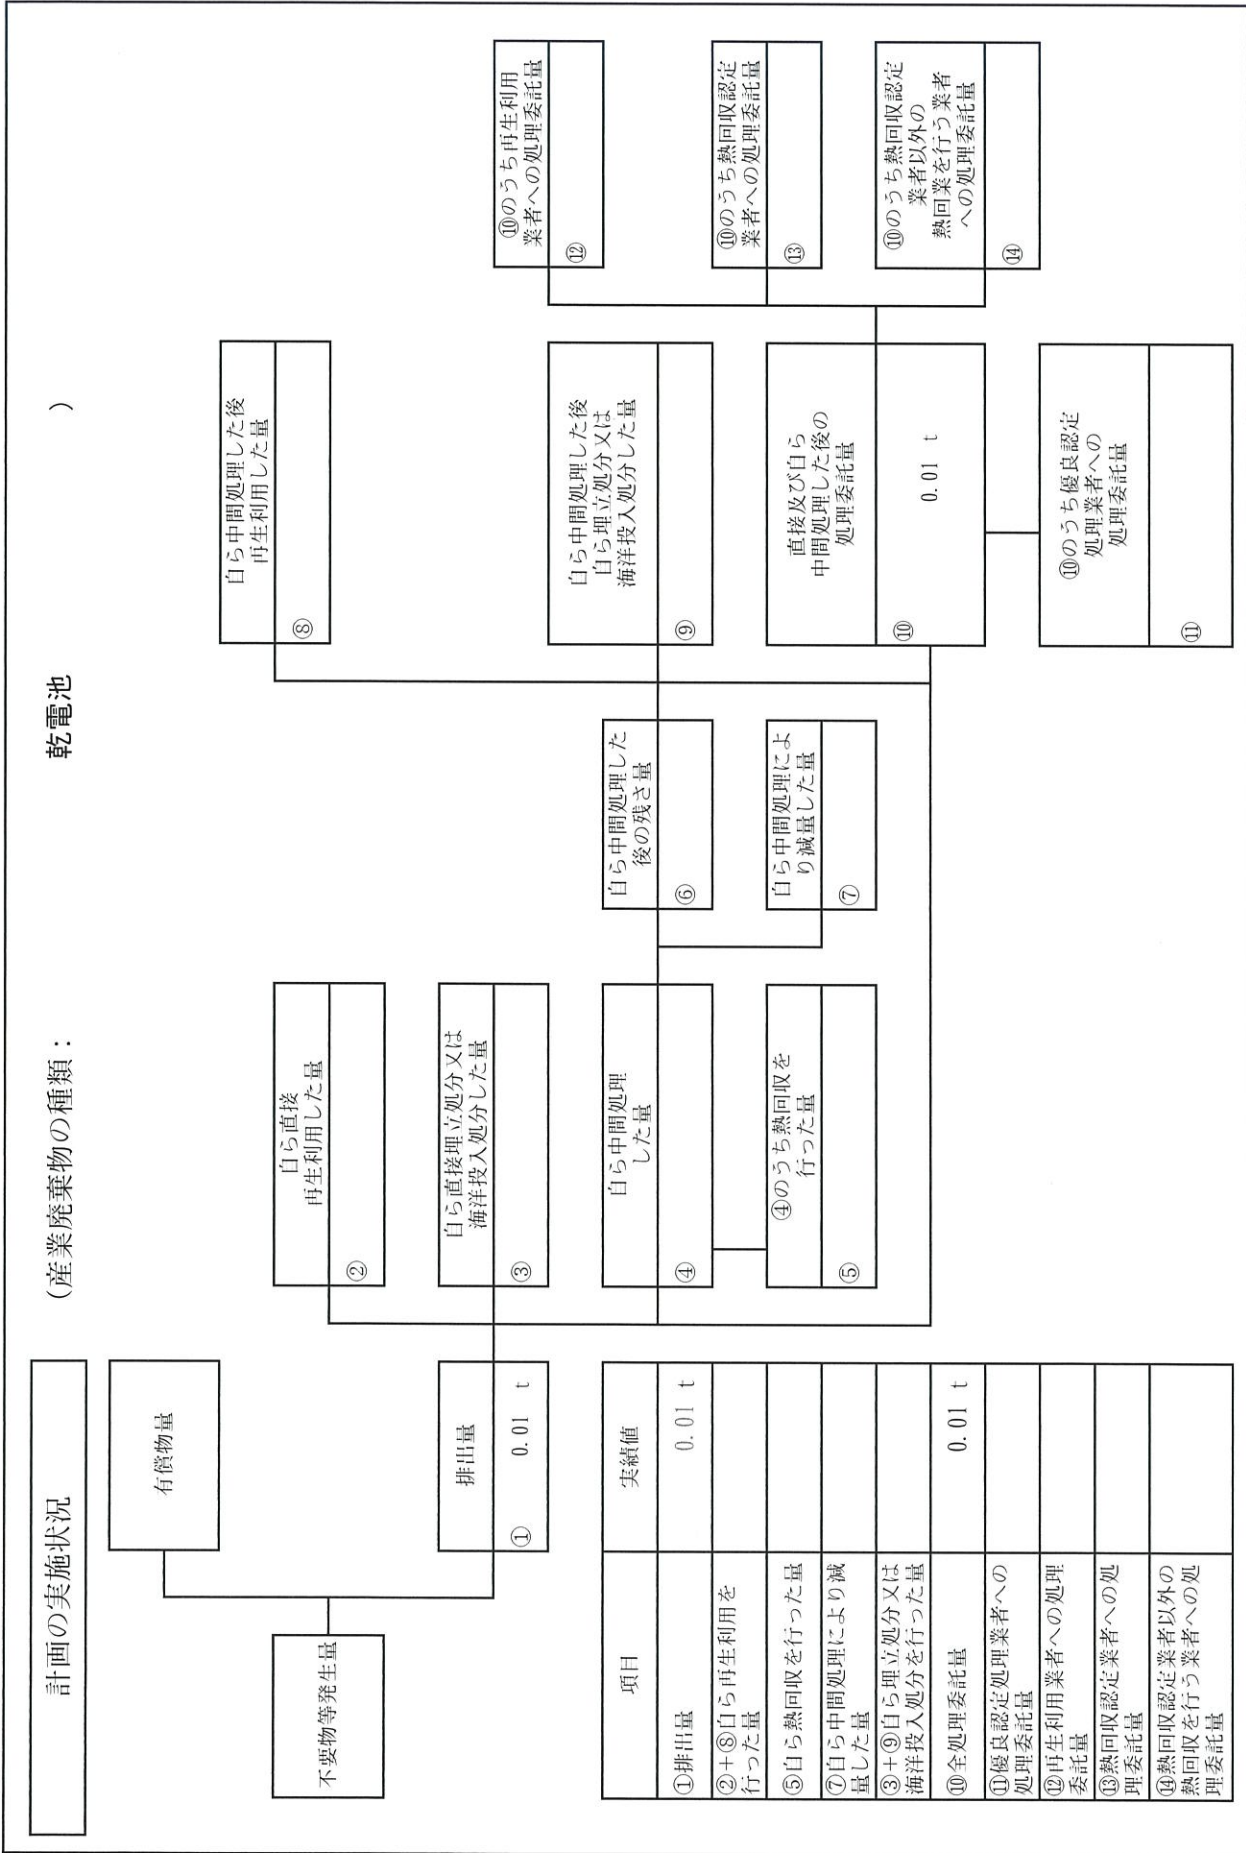 計画の実施状況
(産業廃棄物の種類：
乾電池
)
不要物等発生量
有償物量
排出量
①
0.01 t
自ら直接
再生利用した量
②
自ら直接埋立処分又は
海洋投入処分した量
③
自ら中間処理
した量
④
④のうち熱回収を
行った量
⑤
自ら中間処理した
後の残さ量
⑥
自ら中間処理によ
り減量した量
⑦
自ら中間処理した後
再生利用した量
⑧
自ら中間処理した後
自ら埋立処分又は
海洋投入処分した量
⑨
直接及び自ら
中間処理した後の
処理委託量
⑩
0.01 t
⑩のうち優良認定
処理業者への
処理委託量
⑪
⑩のうち再生利用
業者への処理委託量
⑫
⑩のうち熱回収認定
業者への処理委託量
⑬
⑩のうち熱回収認定
業者以外の
熱回業を行う業者
への処理委託量
⑭
項目
実績値
①排出量
0.01 t
②+⑧自ら再生利用を
行った量
⑤自ら熱回収を行った量
⑦自ら中間処理により減
量した量
③+⑨自ら埋立処分又は
海洋投入処分を行った量
⑩全処理委託量
0.01 t
⑪優良認定処理業者への
処理委託量
⑫再生利用業者への処理
委託量
⑬熱回収認定業者への処
理委託量
⑭熱回収認定業者以外の
熱回収を行う業者への処
理委託量